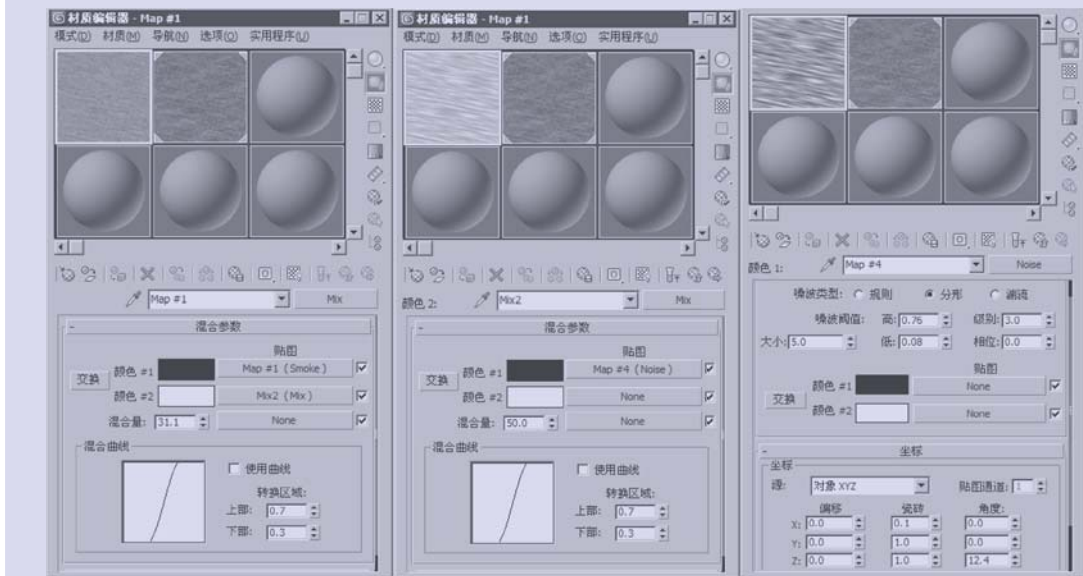 材质编辑器 - Map #1
模式(D) 材质(M) 导航(N) 选项(O) 实用程序(U)
Map #1 Mix
混合参数
贴图
交换
颜色 #1 Map #1 (Smoke)
颜色 #2 Mix2 (Mix)
混合量: 31.1 None
混合曲线
使用曲线
转换区域:
上部: 0.7
下部: 0.3
材质编辑器 - Map #1
模式(D) 材质(M) 导航(N) 选项(O) 实用程序(U)
颜色 2: Mix2 Mix
混合参数
贴图
交换
颜色 #1 Map #4 (Noise)
颜色 #2 None
混合量: 50.0 None
混合曲线
使用曲线
转换区域:
上部: 0.7
下部: 0.3
颜色 1: Map #4 Noise
噪波类型: 规则 分形 湍流
噪波阈值: 高: 0.76 级别: 3.0
大小: 5.0 低: 0.08 相位: 0.0
贴图
交换
颜色 #1 None
颜色 #2 None
坐标
坐标
源: 对象 XYZ 贴图通道: 1
偏移 瓷砖 角度:
X: 0.0 0.1 0.0
Y: 0.0 1.0 0.0
Z: 0.0 1.0 12.4